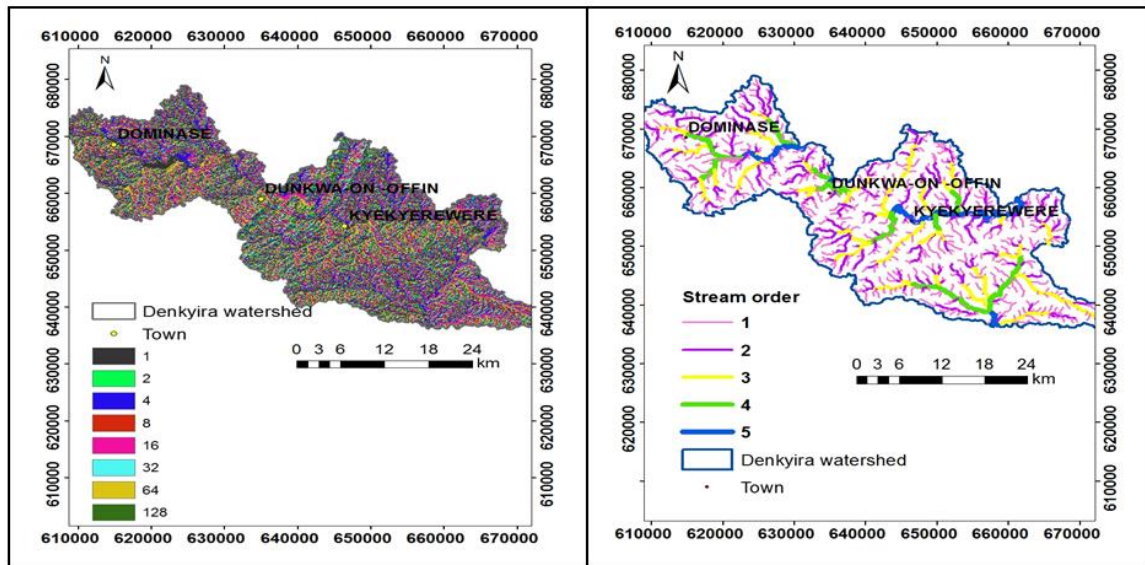 610000 620000 630000 640000 650000 660000 670000
N
680000
670000
660000
650000
640000
630000
620000
610000
DOMINASE
DUNKWA-ON -OFFIN
KYEKYEREWERE
Denkyira watershed
Town
1
2
4
8
16
32
64
128
0 3 6 12 18 24
km
680000
670000
660000
650000
640000
630000
620000
610000
610000 620000 630000 640000 650000 660000 670000
610000 620000 630000 640000 650000 660000 670000
N
680000
670000
660000
650000
640000
630000
620000
610000
DOMINASE
DUNKWA-ON -OFFIN
KYEKYEREWERE
Stream order
1
2
3
4
5
Denkyira watershed
Town
0 3 6 12 18 24
km
680000
670000
660000
650000
640000
630000
620000
610000
610000 620000 630000 640000 650000 660000 670000